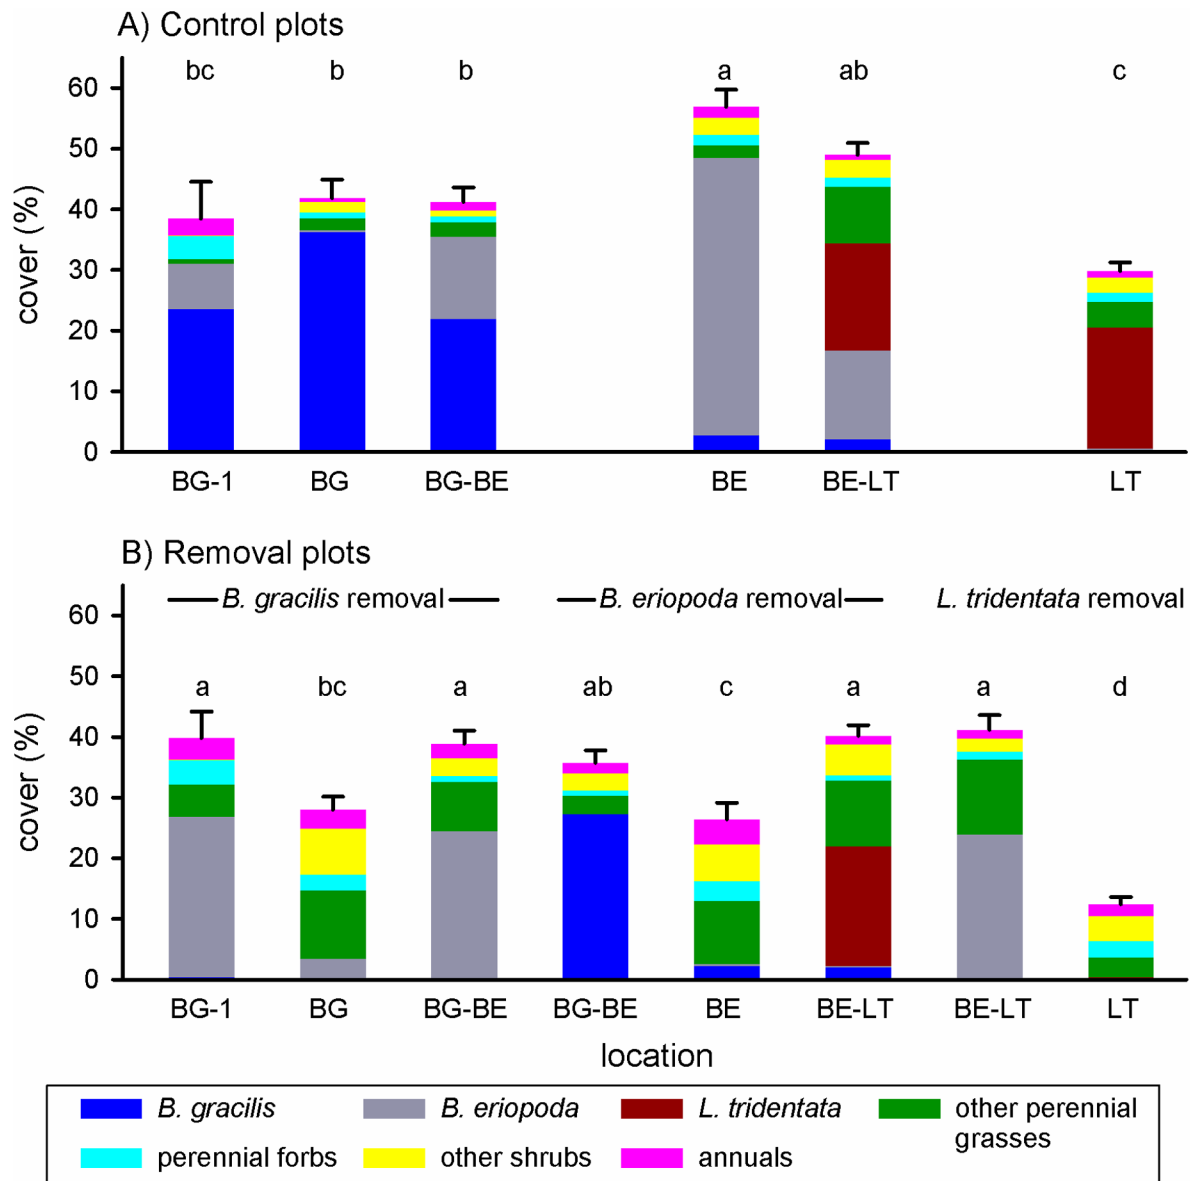 A) Control plots
bc b b a ab c
60
50
40
30
20
10
0
cover (%)
BG-1 BG BG-BE BE BE-LT LT
B) Removal plots
B. gracilis removal B. eriopoda removal L. tridentata removal
60
50
40
30
20
10
0
cover (%)
a bc a ab c a a d
BG-1 BG BG-BE BG-BE BE BE-LT BE-LT LT
location
B. gracilis B. eriopoda L. tridentata other perennial
grasses
perennial forbs other shrubs annuals